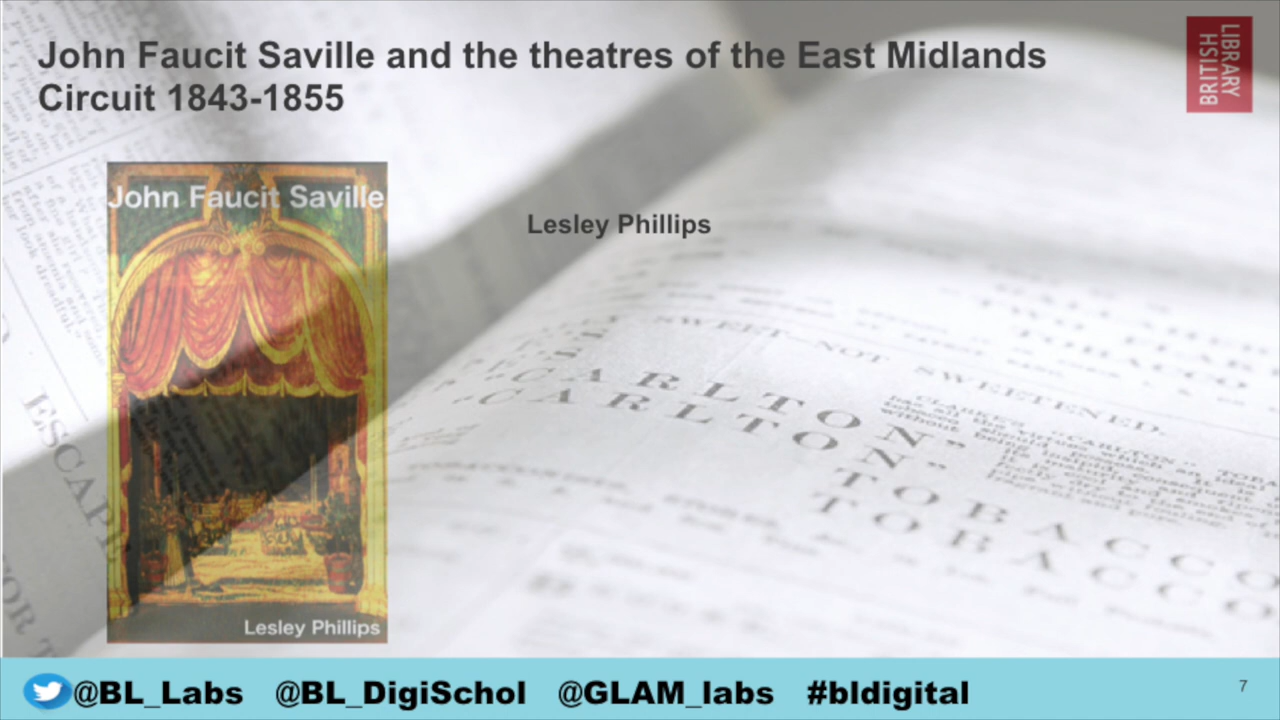 John Faucit Saville and the theatres of the East Midlands
Circuit 1843-1855
LIBRARY
BRITISH
John Faucit Saville
Lesley Phillips
SWEET—NOT SWEETENED.
"CARLTON"
"CARLTON"
TOBACCO
TOBACCO
ESCAP
Lesley Phillips
@BL_Labs @BL_DigiSchol @GLAM_labs #bldigital
7